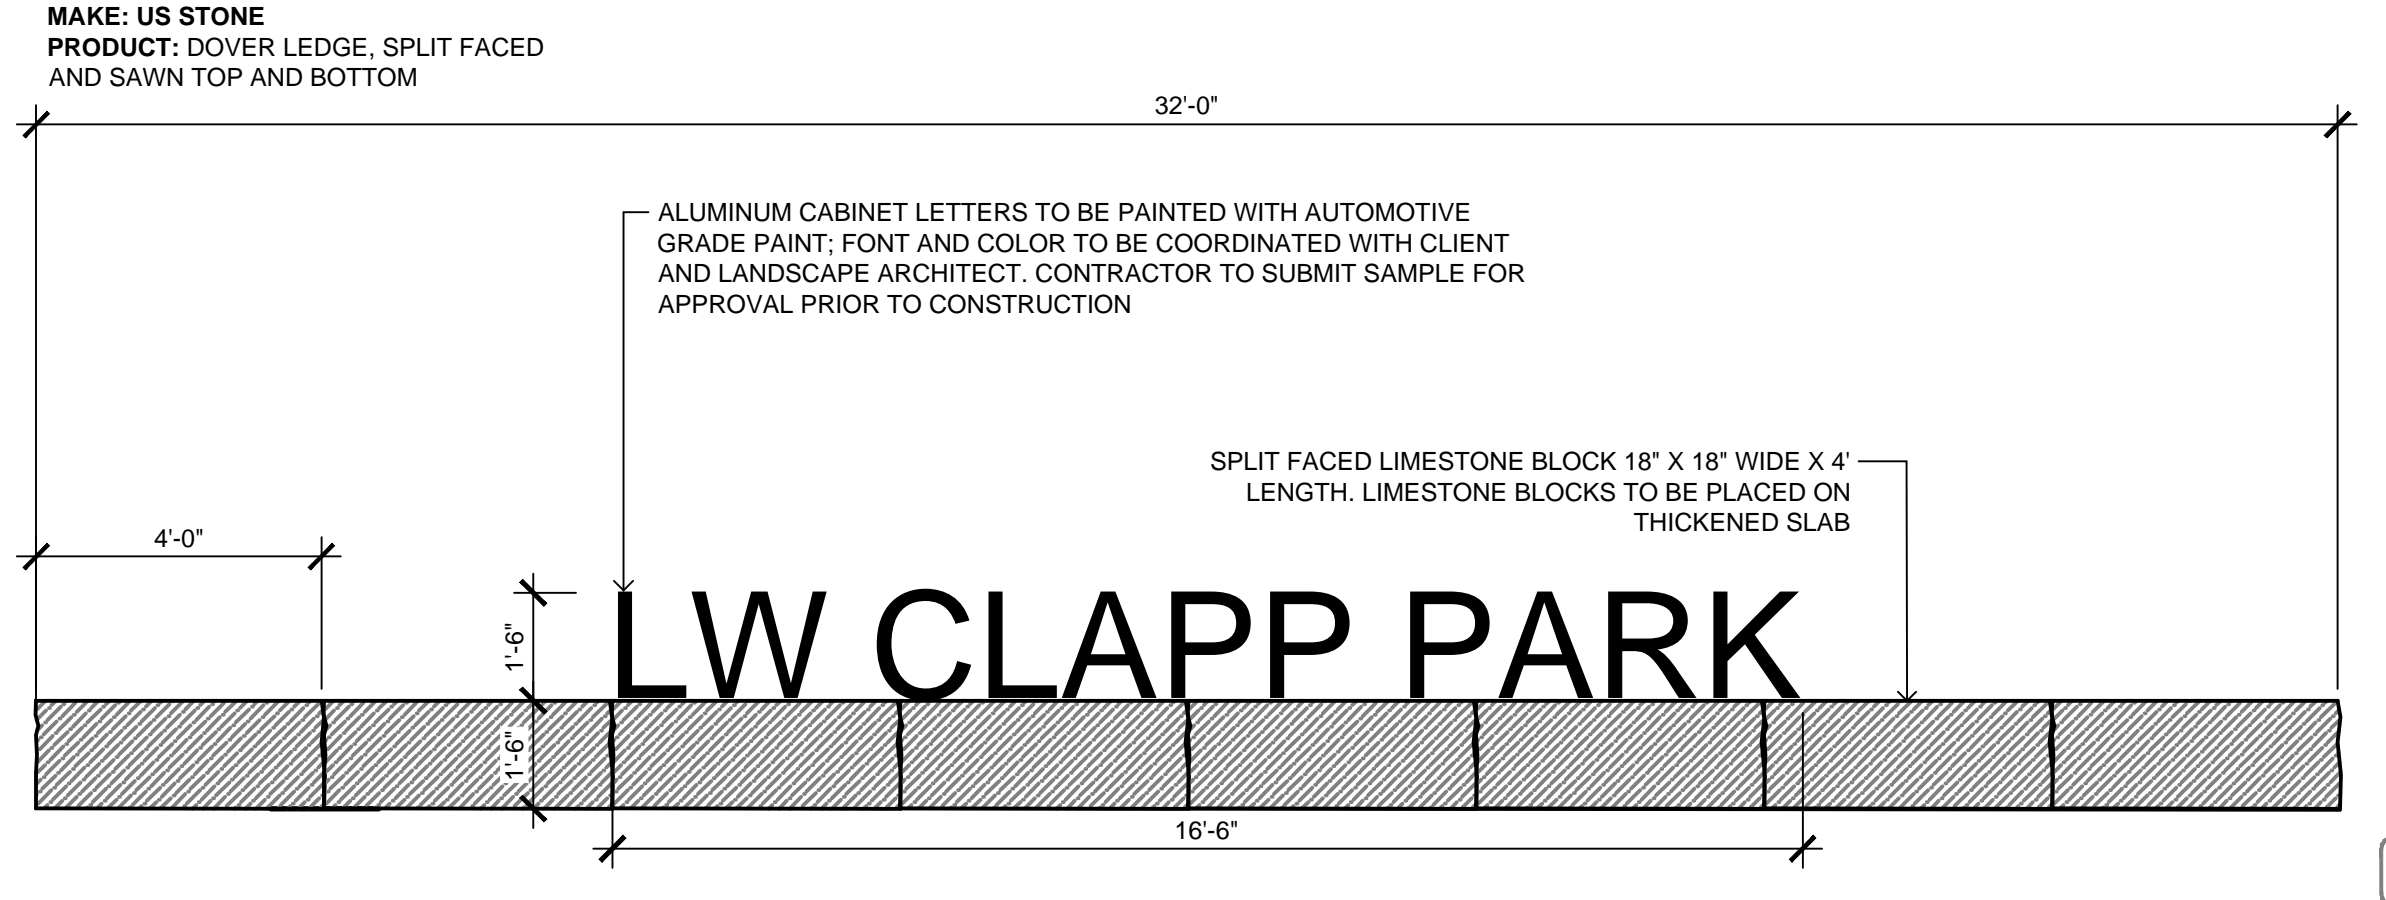 MAKE: US STONE
PRODUCT: DOVER LEDGE, SPLIT FACED
AND SAWN TOP AND BOTTOM
32'-0"
ALUMINUM CABINET LETTERS TO BE PAINTED WITH AUTOMOTIVE
GRADE PAINT; FONT AND COLOR TO BE COORDINATED WITH CLIENT
AND LANDSCAPE ARCHITECT. CONTRACTOR TO SUBMIT SAMPLE FOR
APPROVAL PRIOR TO CONSTRUCTION
SPLIT FACED LIMESTONE BLOCK 18" X 18" WIDE X 4'
LENGTH. LIMESTONE BLOCKS TO BE PLACED ON
THICKENED SLAB
4'-0"
1'-6"
LW CLAPP PARK
1'-6"
16'-6"